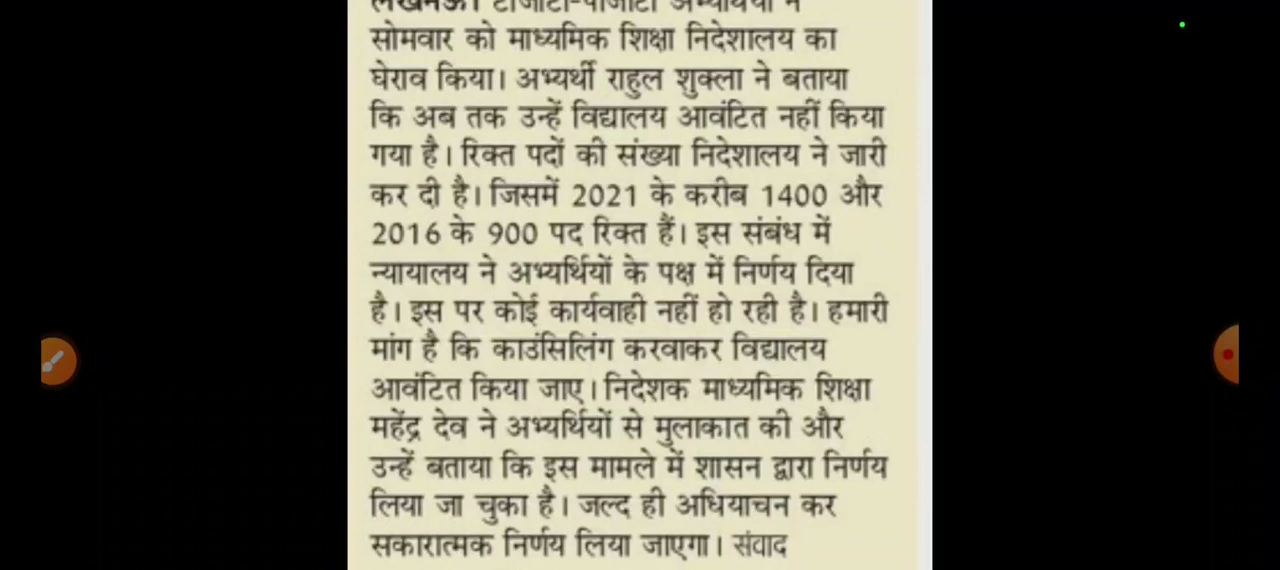 लखनऊ। टीजीटी-पीजीटी अभ्यर्थियों ने
सोमवार को माध्यमिक शिक्षा निदेशालय का
घेराव किया। अभ्यर्थी राहुल शुक्ला ने बताया
कि अब तक उन्हें विद्यालय आवंटित नहीं किया
गया है। रिक्त पदों की संख्या निदेशालय ने जारी
कर दी है। जिसमें 2021 के करीब 1400 और
2016 के 900 पद रिक्त हैं। इस संबंध में
न्यायालय ने अभ्यर्थियों के पक्ष में निर्णय दिया
है। इस पर कोई कार्यवाही नहीं हो रही है। हमारी
मांग है कि काउंसिलिंग करवाकर विद्यालय
आवंटित किया जाए। निदेशक माध्यमिक शिक्षा
महेंद्र देव ने अभ्यर्थियों से मुलाकात की और
उन्हें बताया कि इस मामले में शासन द्वारा निर्णय
लिया जा चुका है। जल्द ही अधियाचन कर
सकारात्मक निर्णय लिया जाएगा। संवाद